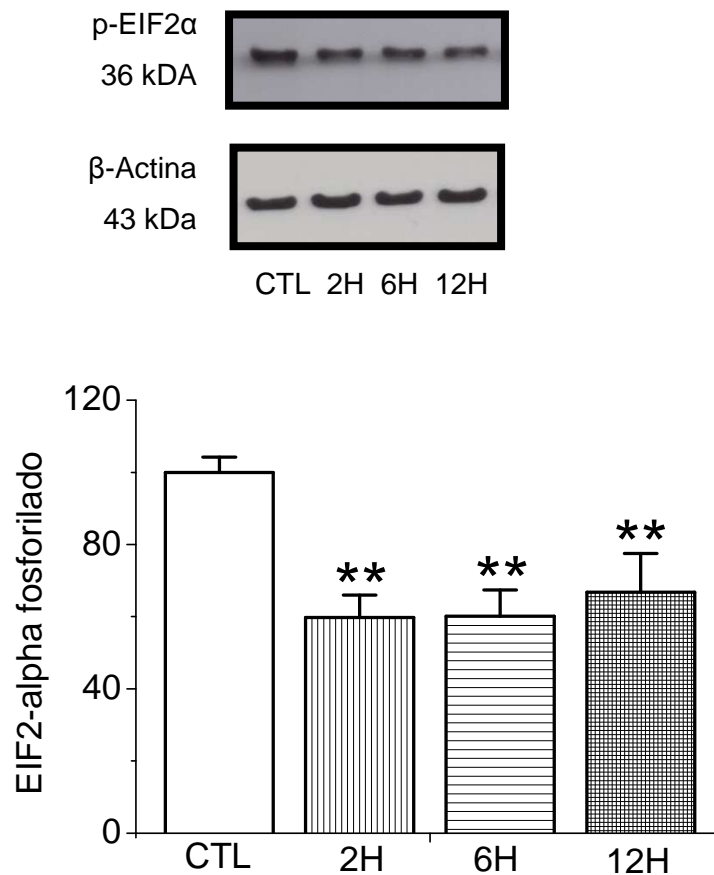 p-EIF2α
36 kDA
β-Actina
43 kDa
CTL 2H 6H 12H
EIF2-alpha fosforilado
120
80
40
0
** ** **
CTL 2H 6H 12H